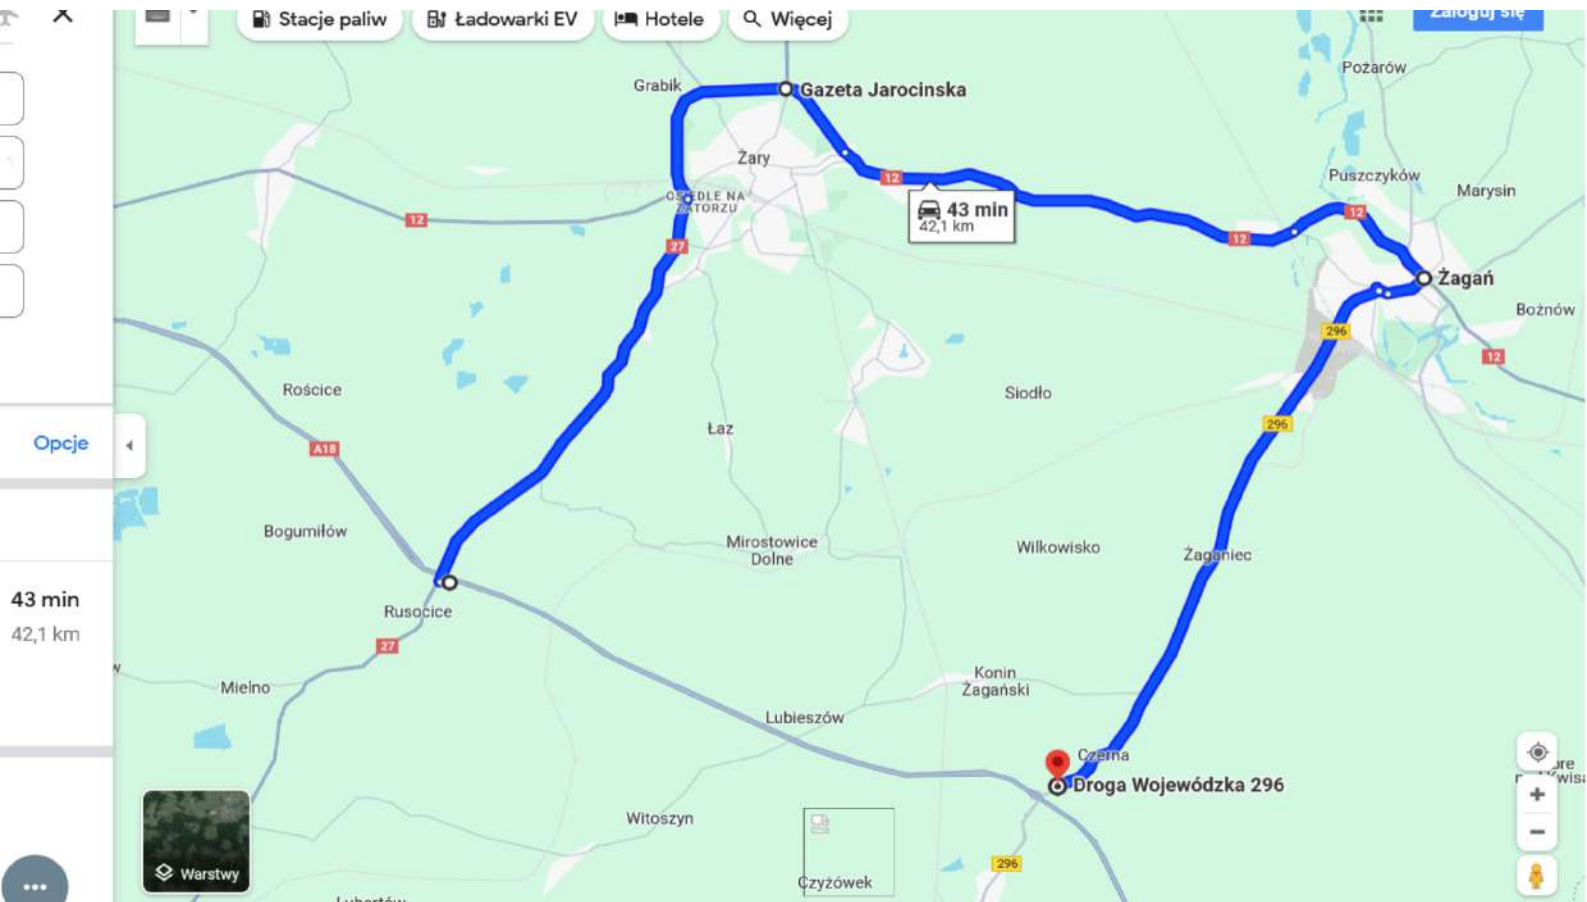 Stacje paliw
Ładowarki EV
Hotele
Więcej
Zaloguj się
Pożarów
Grabik
Gazeta Jarocinska
Żary
12
Puszczyków
Marysin
OSIEDLE NA
ZATORZU
12
43 min
42,1 km
12
12
27
Żagań
Bożnów
296
12
Rościce
Siodło
296
Łaz
Opcje
A18
Bogumiłów
Mirostowice
Dolne
Wilkowisko
Żaganiec
43 min
42,1 km
Rusocice
27
Mielno
Konin
Żagański
Lubieszów
Czerna
Droga Wojewódzka 296
Witoszyn
296
Warstwy
Czyżówek